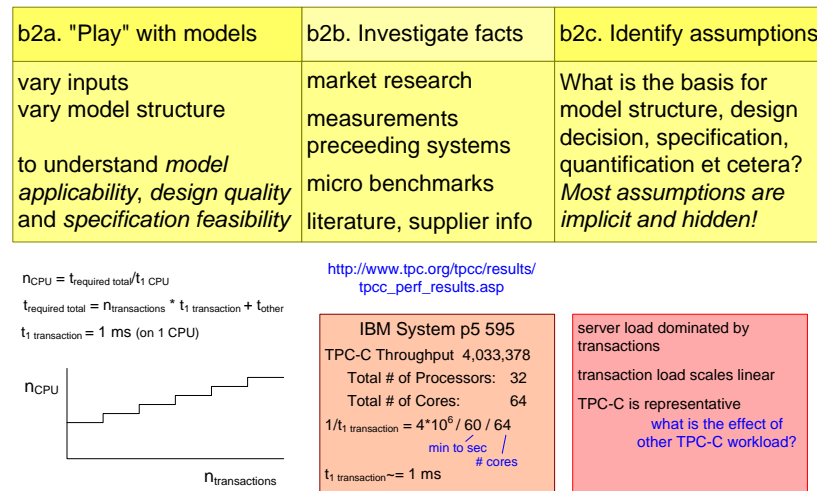 b2a. "Play" with models
vary inputs
vary model structure
to understand model
applicability, design quality
and specification feasibility
b2b. Investigate facts
market research
measurements
preceeding systems
micro benchmarks
literature, supplier info
b2c. Identify assumptions
What is the basis for
model structure, design
decision, specification,
quantification et cetera?
Most assumptions are
implicit and hidden!
nCPU = trequired total/t1 CPU
trequired total = ntransactions * t1 transaction + tother
t1 transaction = 1 ms (on 1 CPU)
nCPU
ntransactions
http://www.tpc.org/tpcc/results/
tpcc_perf_results.asp
IBM System p5 595
TPC-C Throughput 4,033,378
Total # of Processors: 32
Total # of Cores: 64
1/t1 transaction = 4*10^6 / 60 / 64
min to sec
# cores
t1 transaction~= 1 ms
server load dominated by
transactions
transaction load scales linear
TPC-C is representative
what is the effect of
other TPC-C workload?